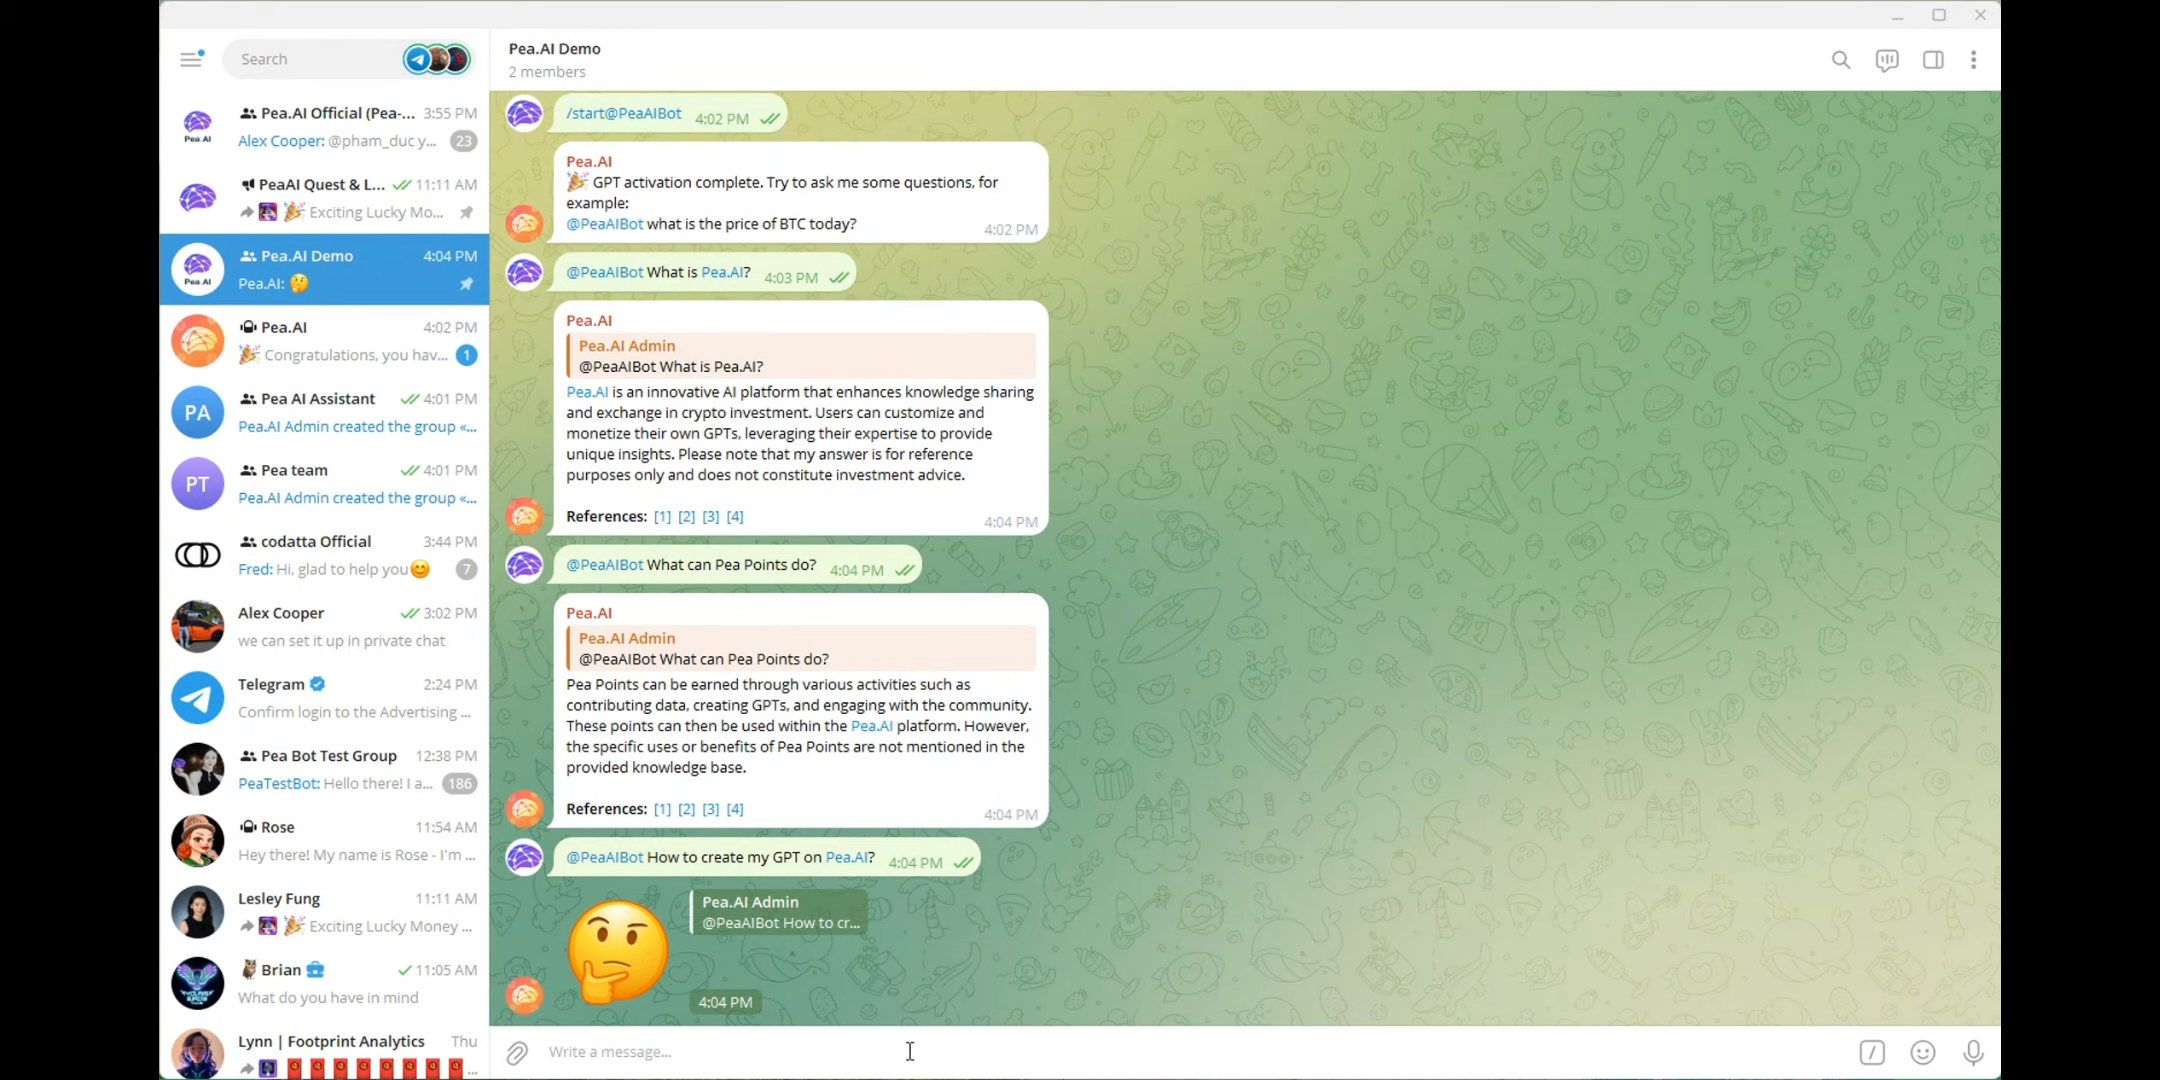 Search
Pea.AI Official (Pea-... 3:55 PM
Alex Cooper: @pham_duc y... 23
PeaAI Quest & L... 11:11 AM
Exciting Lucky Mo...
Pea.AI Demo 4:04 PM
Pea.AI: 🤔
Pea.AI 4:02 PM
🎉 Congratulations, you hav... 1
PA
Pea AI Assistant 4:01 PM
Pea.AI Admin created the group «...
PT
Pea team 4:01 PM
Pea.AI Admin created the group «...
codatta Official 3:44 PM
Fred: Hi, glad to help you😊 7
Alex Cooper 3:02 PM
we can set it up in private chat
Telegram 2:24 PM
Confirm login to the Advertising ...
Pea Bot Test Group 12:38 PM
PeaTestBot: Hello there! I a... 186
Rose 11:54 AM
Hey there! My name is Rose - I'm ...
Lesley Fung 11:11 AM
Exciting Lucky Money ...
Brian 11:05 AM
What do you have in mind
Lynn | Footprint Analytics Thu
...
Pea.AI
Pea.AI
Pea.AI Demo
2 members
/start@PeaAIBot 4:02 PM
Pea.AI
🎉 GPT activation complete. Try to ask me some questions, for
example:
@PeaAIBot what is the price of BTC today? 4:02 PM
@PeaAIBot What is Pea.AI? 4:03 PM
Pea.AI
Pea.AI Admin
@PeaAIBot What is Pea.AI?
Pea.AI is an innovative AI platform that enhances knowledge sharing
and exchange in crypto investment. Users can customize and
monetize their own GPTs, leveraging their expertise to provide
unique insights. Please note that my answer is for reference
purposes only and does not constitute investment advice.
References: [1] [2] [3] [4] 4:04 PM
@PeaAIBot What can Pea Points do? 4:04 PM
Pea.AI
Pea.AI Admin
@PeaAIBot What can Pea Points do?
Pea Points can be earned through various activities such as
contributing data, creating GPTs, and engaging with the community.
These points can then be used within the Pea.AI platform. However,
the specific uses or benefits of Pea Points are not mentioned in the
provided knowledge base.
References: [1] [2] [3] [4] 4:04 PM
@PeaAIBot How to create my GPT on Pea.AI? 4:04 PM
Pea.AI Admin
@PeaAIBot How to cr...
4:04 PM
Write a message...